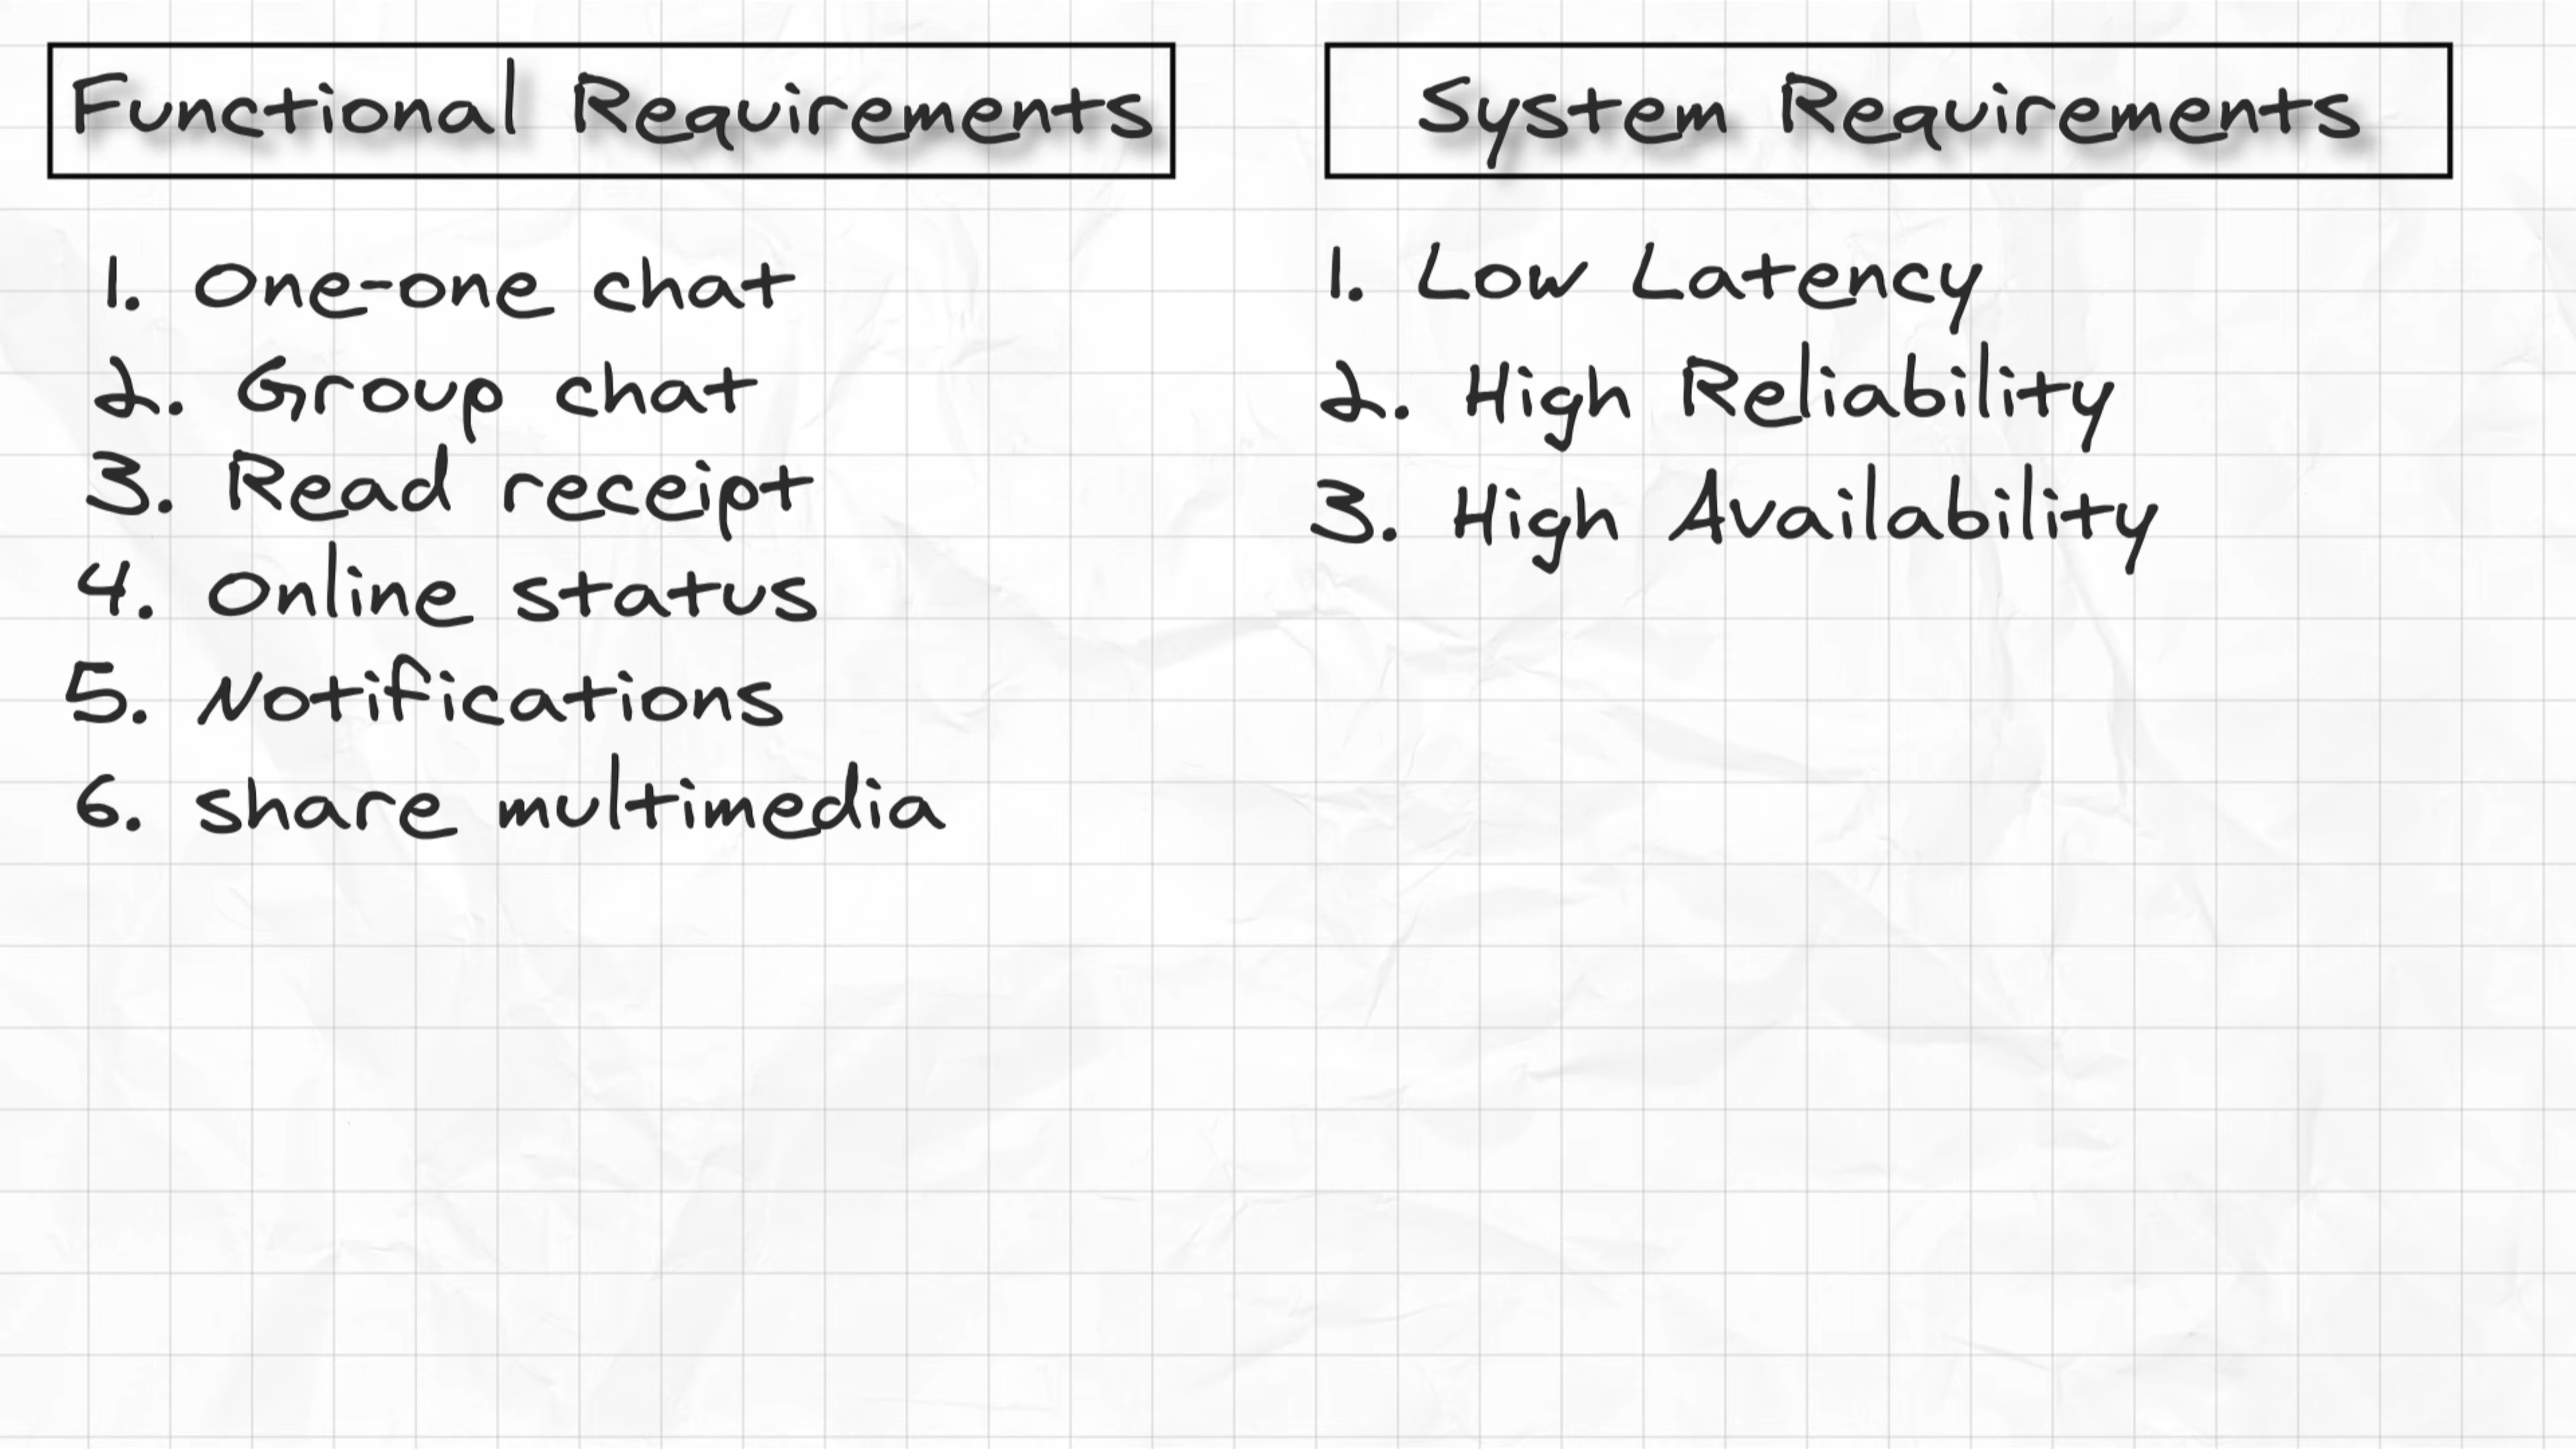 Functional Requirements
1. One-one chat
2. Group chat
3. Read receipt
4. Online status
5. Notifications
6. share multimedia
System Requirements
1. Low Latency
2. High Reliability
3. High Availability